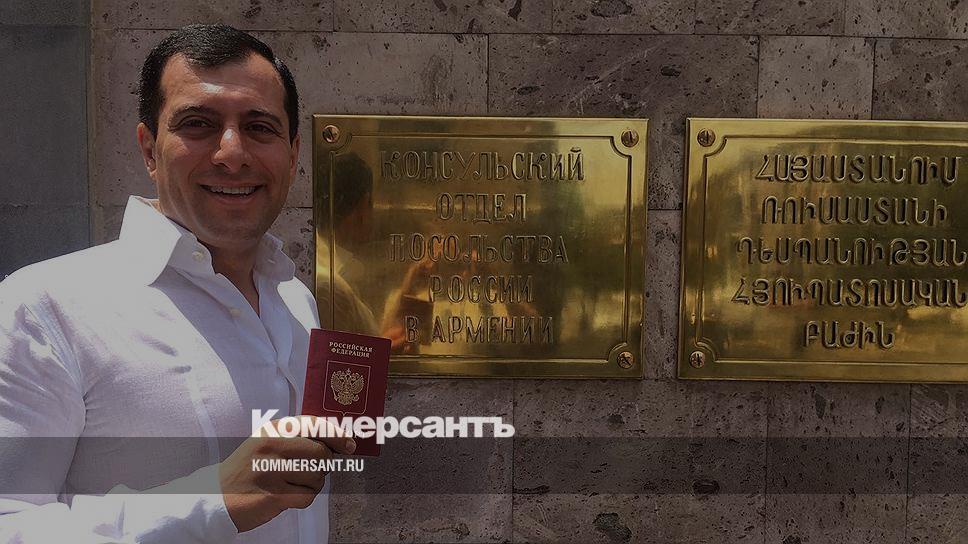 КОНСУЛЬСКИЙ
ОТДЕЛ
ПОСОЛЬСТВА
РОССИИ
В АРМЕНИИ
ՀԱՅԱՍՏԱՆՈՒՄ
ՌՈՒՍԱՍՏԱՆԻ
ԴԵՍՊԱՆՈՒԹՅԱՆ
ՀՅՈՒՊԱՏՈՍԱԿԱՆ
ԲԱԺԻՆ
РОССИЙСКАЯ
ФЕДЕРАЦИЯ
Коммерсантъ
KOMMERSANT.RU